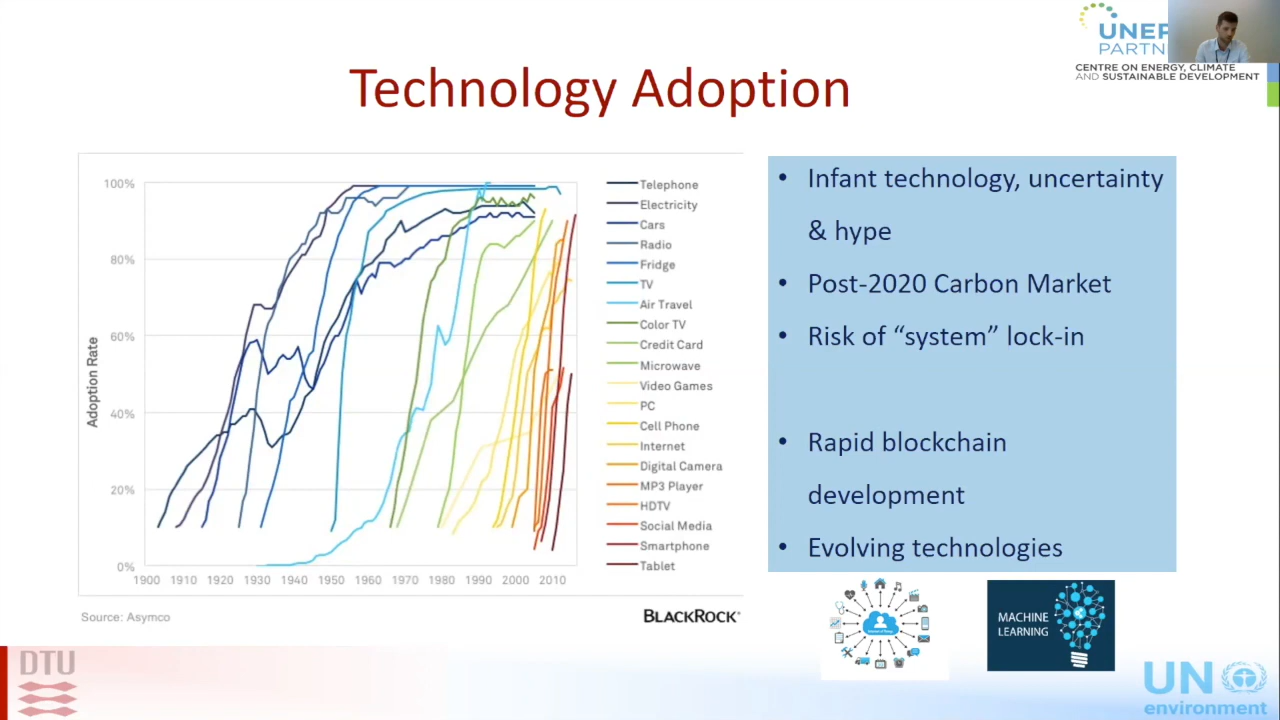 UNEP
PARTN
CENTRE ON ENERGY, CLIMATE
AND SUSTAINABLE DEVELOPMENT
Technology Adoption
100%
80%
60%
40%
20%
0%
Adoption Rate
1900 1910 1920 1930 1940 1950 1960 1970 1980 1990 2000 2010
Telephone
Electricity
Cars
Radio
Fridge
TV
Air Travel
Color TV
Credit Card
Microwave
Video Games
PC
Cell Phone
Internet
Digital Camera
MP3 Player
HDTV
Social Media
Smartphone
Tablet
Source: Asymco
BLACKROCK®
• Infant technology, uncertainty
& hype
• Post-2020 Carbon Market
• Risk of “system” lock-in
• Rapid blockchain
development
• Evolving technologies
MACHINE
LEARNING
DTU
UN
environment